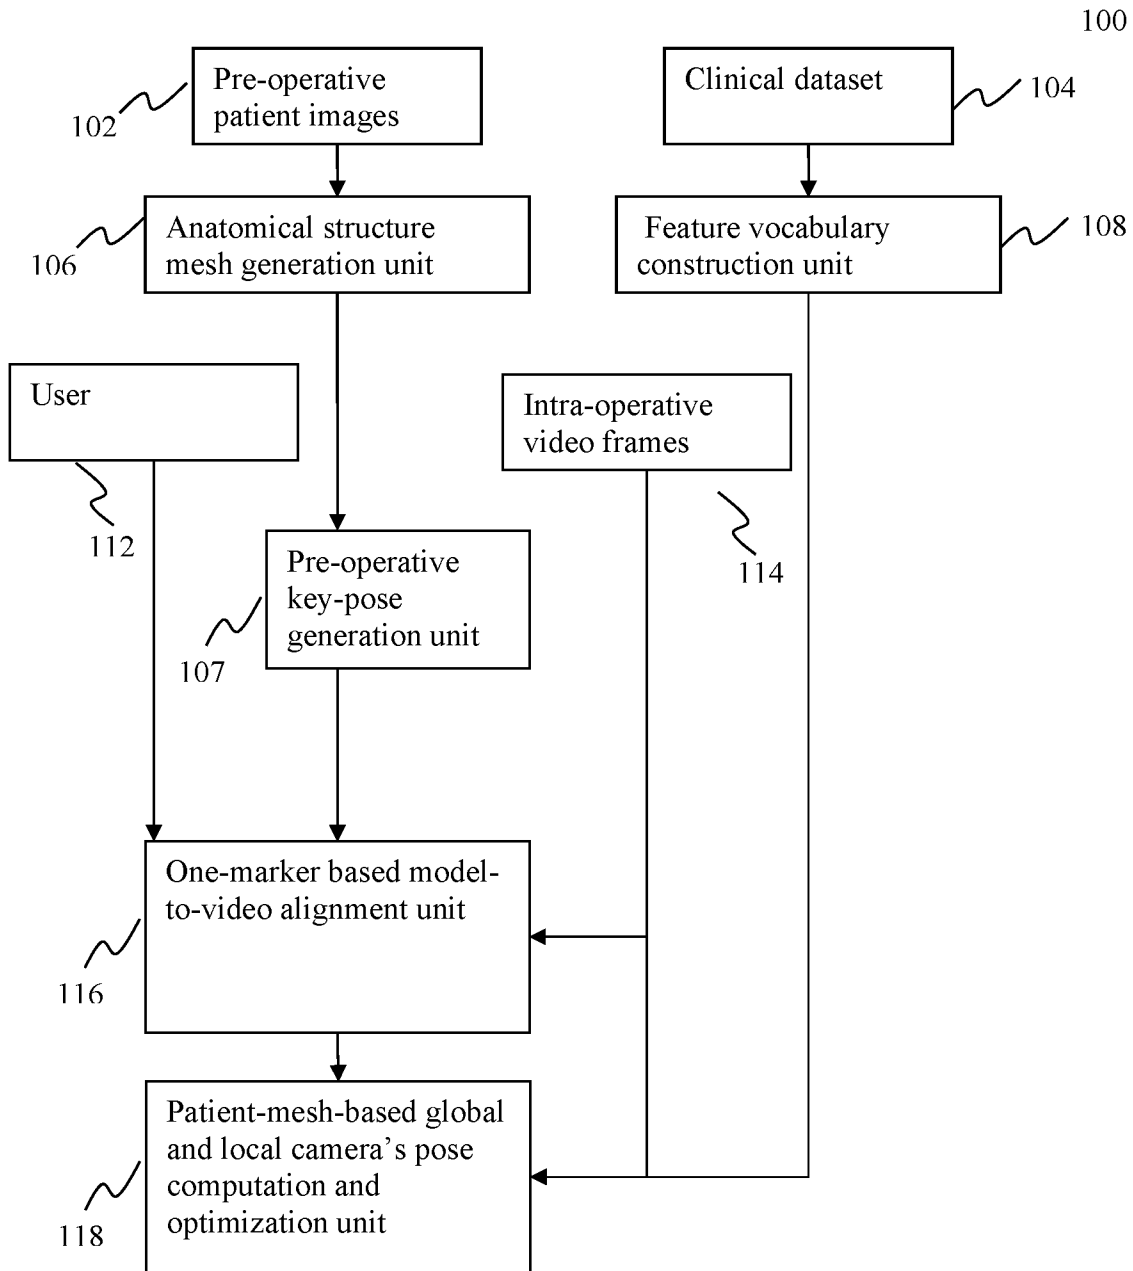 100
Pre-operative
patient images
102
Clinical dataset
104
Anatomical structure
mesh generation unit
106
Feature vocabulary
construction unit
108
User
112
Intra-operative
video frames
114
Pre-operative
key-pose
generation unit
107
One-marker based model-
to-video alignment unit
116
Patient-mesh-based global
and local camera’s pose
computation and
optimization unit
118